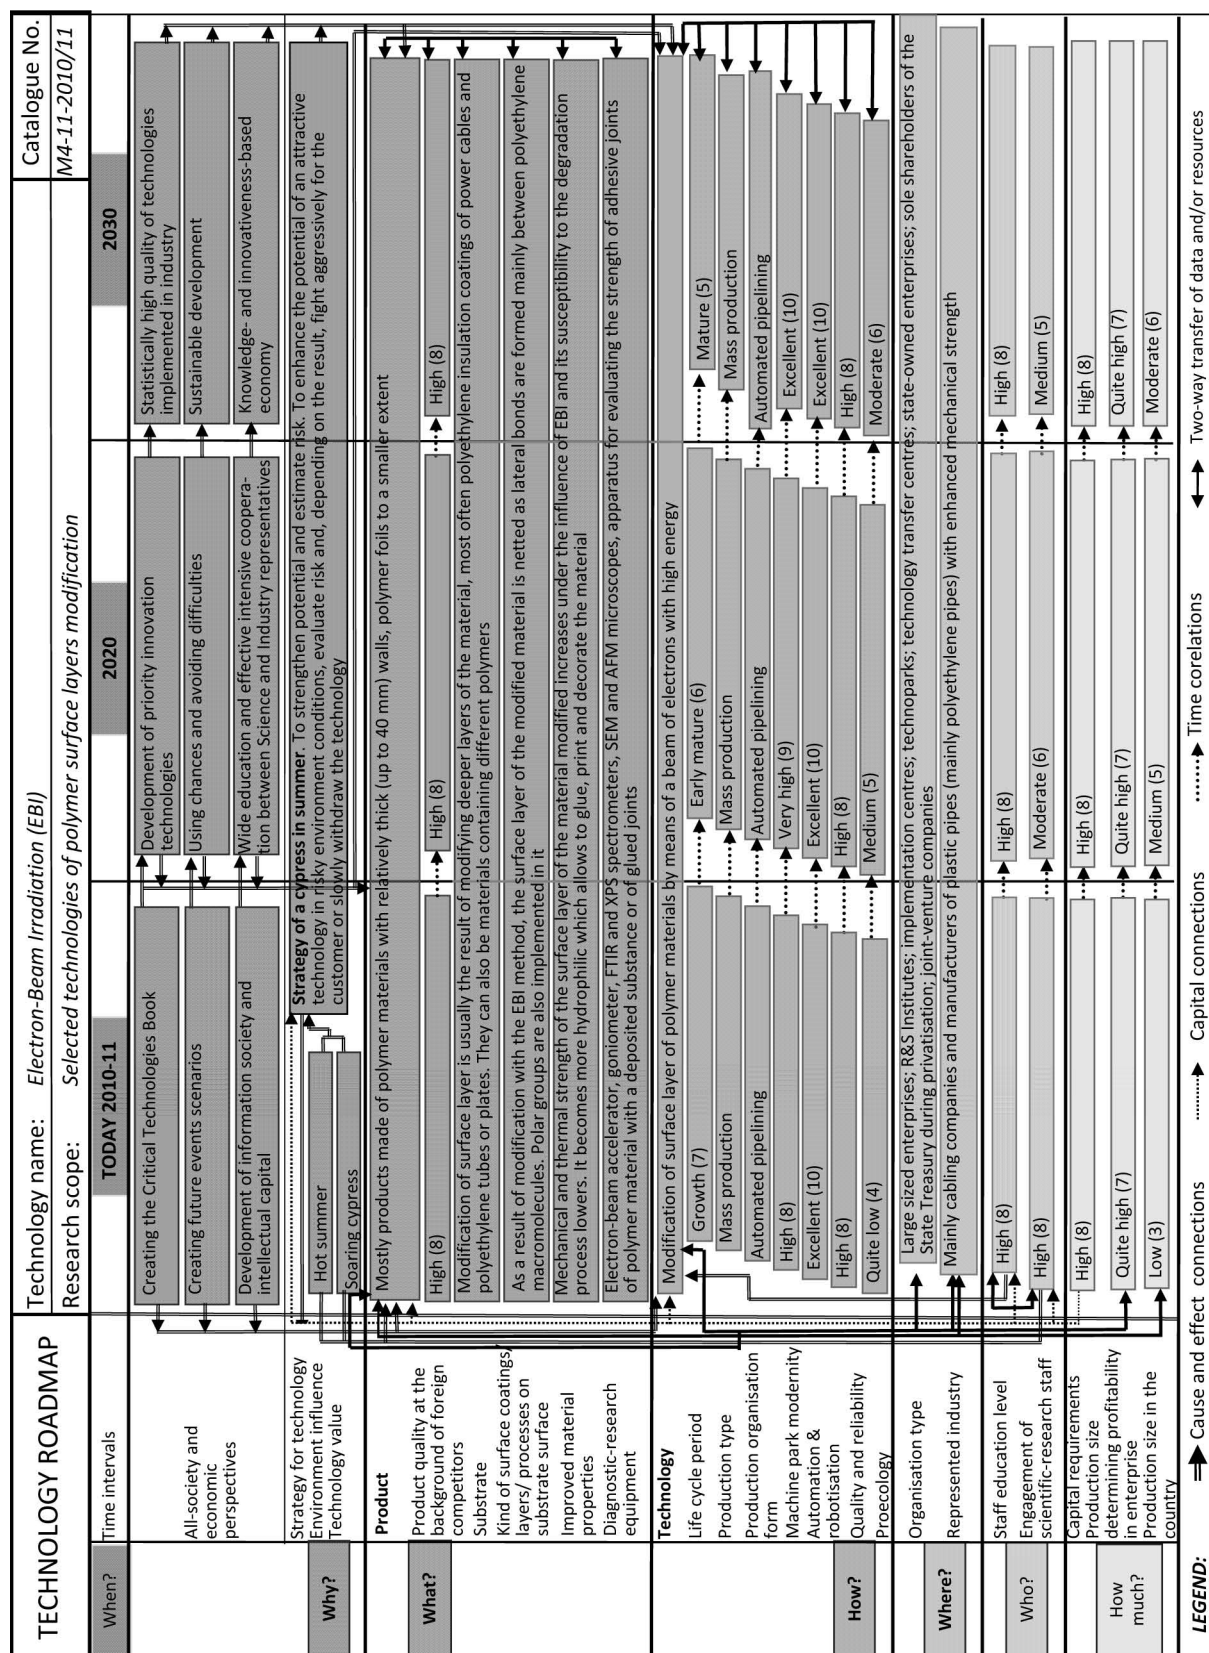 TECHNOLOGY ROADMAP
Technology name:
Electron-Beam Irradiation (EBI)
Catalogue No.
Research scope:
Selected technologies of polymer surface layers modification
M4-11-2010/11
When?
Time intervals
TODAY 2010-11
2020
2030
All-society and
economic
perspectives
Creating the Critical Technologies Book
Development of priority innovation
technologies
Statistically high quality of technologies
implemented in industry
Creating future events scenarios
Using chances and avoiding difficulties
Sustainable development
Development of information society and
intellectual capital
Wide education and effective intensive coopera-
tion between Science and Industry representatives
Knowledge- and innovativeness-based
economy
Why?
Strategy for technology
Environment influence
Technology value
Hot summer
Soaring cypress
Strategy of a cypress in summer. To strengthen potential and estimate risk. To enhance the potential of an attractive
technology in risky environment conditions, evaluate risk and, depending on the result, fight aggressively for the
customer or slowly withdraw the technology
What?
Product
Mostly products made of polymer materials with relatively thick (up to 40 mm) walls, polymer foils to a smaller extent
Product quality at the
background of foreign
competitors
High (8)
High (8)
High (8)
Substrate
Modification of surface layer is usually the result of modifying deeper layers of the material, most often polyethylene insulation coatings of power cables and
polyethylene tubes or plates. They can also be materials containing different polymers
Kind of surface coatings/
layers/ processes on
substrate surface
As a result of modification with the EBI method, the surface layer of the modified material is netted as lateral bonds are formed mainly between polyethylene
macromolecules. Polar groups are also implemented in it
Improved material
properties
Mechanical and thermal strength of the surface layer of the material modified increases under the influence of EBI and its susceptibility to the degradation
process lowers. It becomes more hydrophilic which allows to glue, print and decorate the material
Diagnostic-research
equipment
Electron-beam accelerator, goniometer, FTIR and XPS spectrometers, SEM and AFM microscopes, apparatus for evaluating the strength of adhesive joints
of polymer material with a deposited substance or of glued joints
How?
Technology
Modification of surface layer of polymer materials by means of a beam of electrons with high energy
Life cycle period
Growth (7)
Early mature (6)
Mature (5)
Production type
Mass production
Mass production
Mass production
Production organisation
form
Automated pipelining
Automated pipelining
Automated pipelining
Machine park modernity
High (8)
Very high (9)
Excellent (10)
Automation &
robotisation
Excellent (10)
Excellent (10)
Excellent (10)
Quality and reliability
High (8)
High (8)
High (8)
Proecology
Quite low (4)
Medium (5)
Moderate (6)
Where?
Organisation type
Large sized enterprises; R&S Institutes; implementation centres; technoparks; technology transfer centres; state-owned enterprises; sole shareholders of the
State Treasury during privatisation; joint-venture companies
Represented industry
Mainly cabling companies and manufacturers of plastic pipes (mainly polyethylene pipes) with enhanced mechanical strength
Who?
Staff education level
High (8)
High (8)
High (8)
Engagement of
scientific-research staff
High (8)
Moderate (6)
Medium (5)
How
much?
Capital requirements
High (8)
High (8)
High (8)
Production size
determining profitability
in enterprise
Quite high (7)
Quite high (7)
Quite high (7)
Production size in the
country
Low (3)
Medium (5)
Moderate (6)
LEGEND:
Cause and effect connections
Capital connections
Time corelations
Two-way transfer of data and/or resources